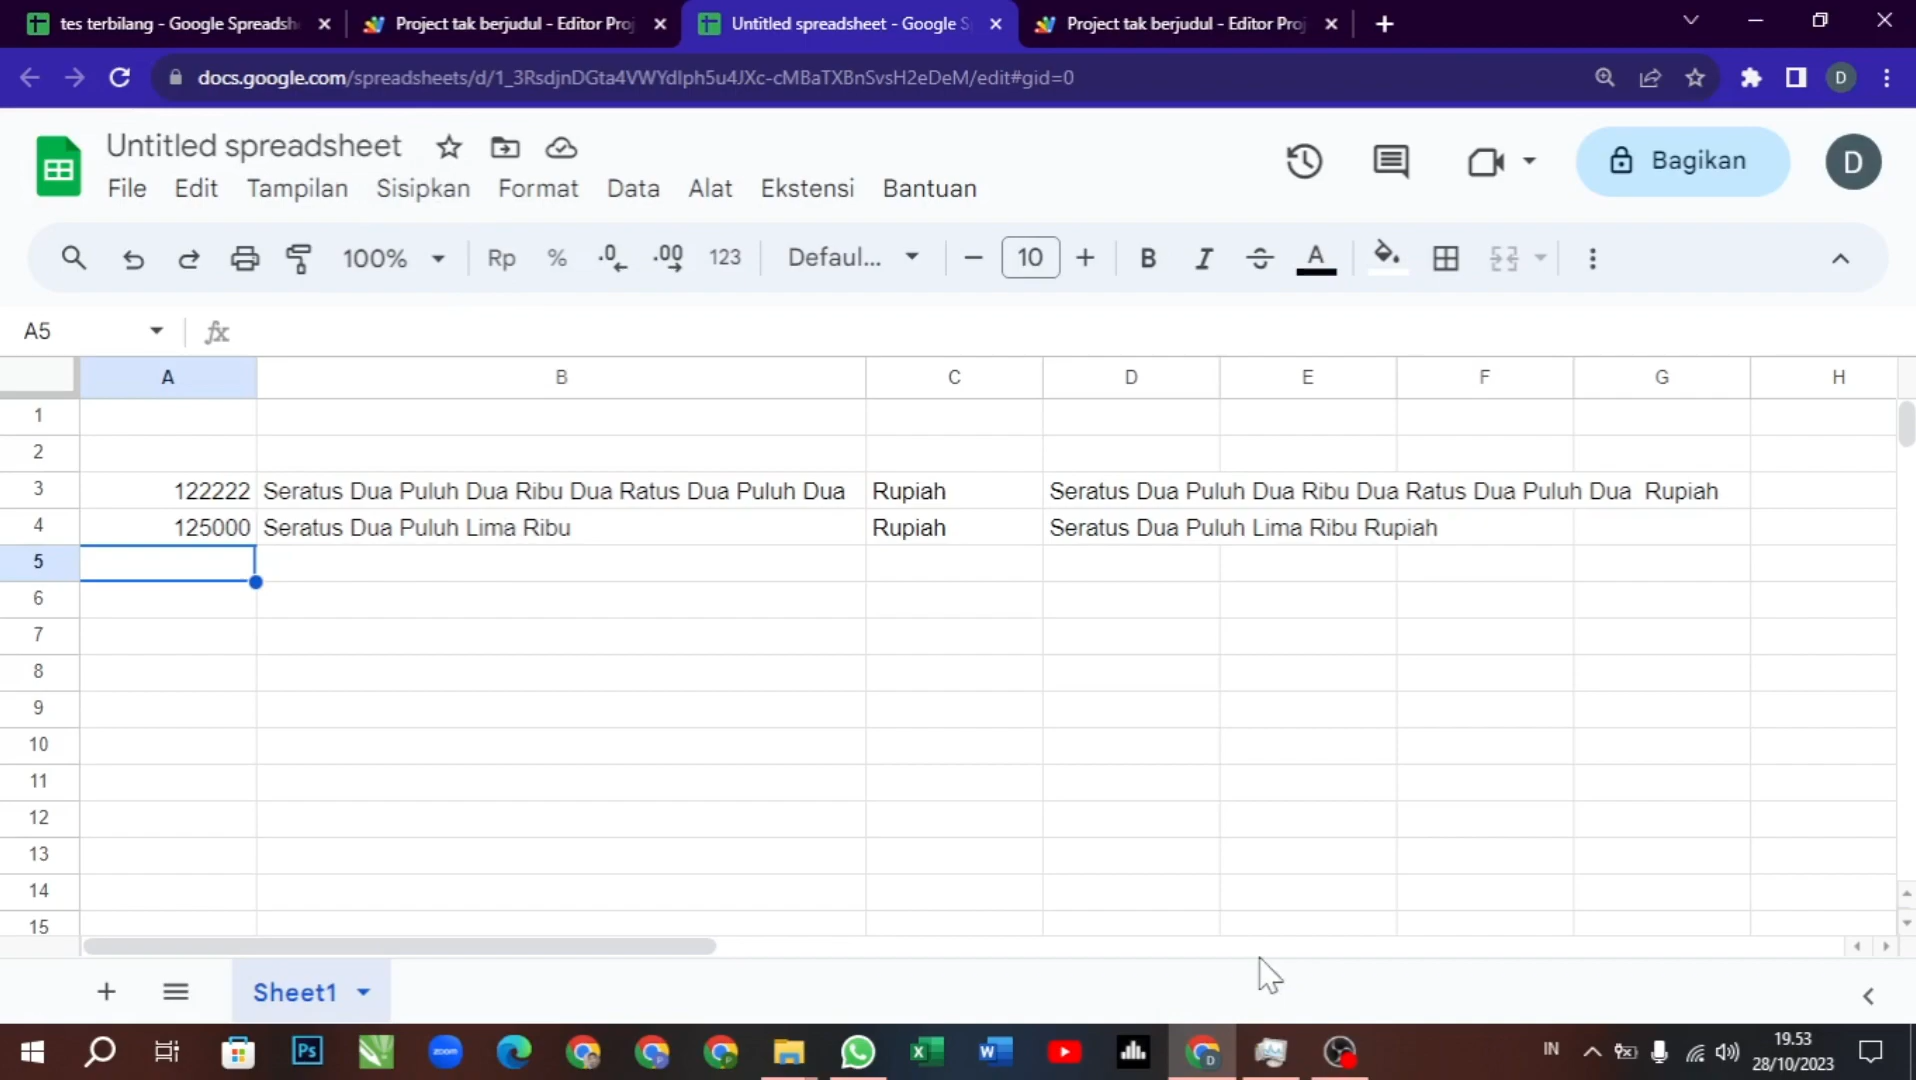 tes terbilang - Google Spreadsh
Project tak berjudul - Editor Proj
Untitled spreadsheet - Google S
Project tak berjudul - Editor Proj
docs.google.com/spreadsheets/d/1_3RsdjnDGta4VWYdlph5u4JXc-cMBaTXBnSvsH2eDeM/edit#gid=0
D
Untitled spreadsheet
File Edit Tampilan Sisipkan Format Data Alat Ekstensi Bantuan
Bagikan
D
100% Rp % .0 .00 123 Defaul... 10 B I A
A5 fx
A B C D E F G H
1
2
3 122222 Seratus Dua Puluh Dua Ribu Dua Ratus Dua Puluh Dua Rupiah Seratus Dua Puluh Dua Ribu Dua Ratus Dua Puluh Dua  Rupiah
4 125000 Seratus Dua Puluh Lima Ribu Rupiah Seratus Dua Puluh Lima Ribu Rupiah
5
6
7
8
9
10
11
12
13
14
15
Sheet1
Ps
zoom
D
IN
19.53
28/10/2023